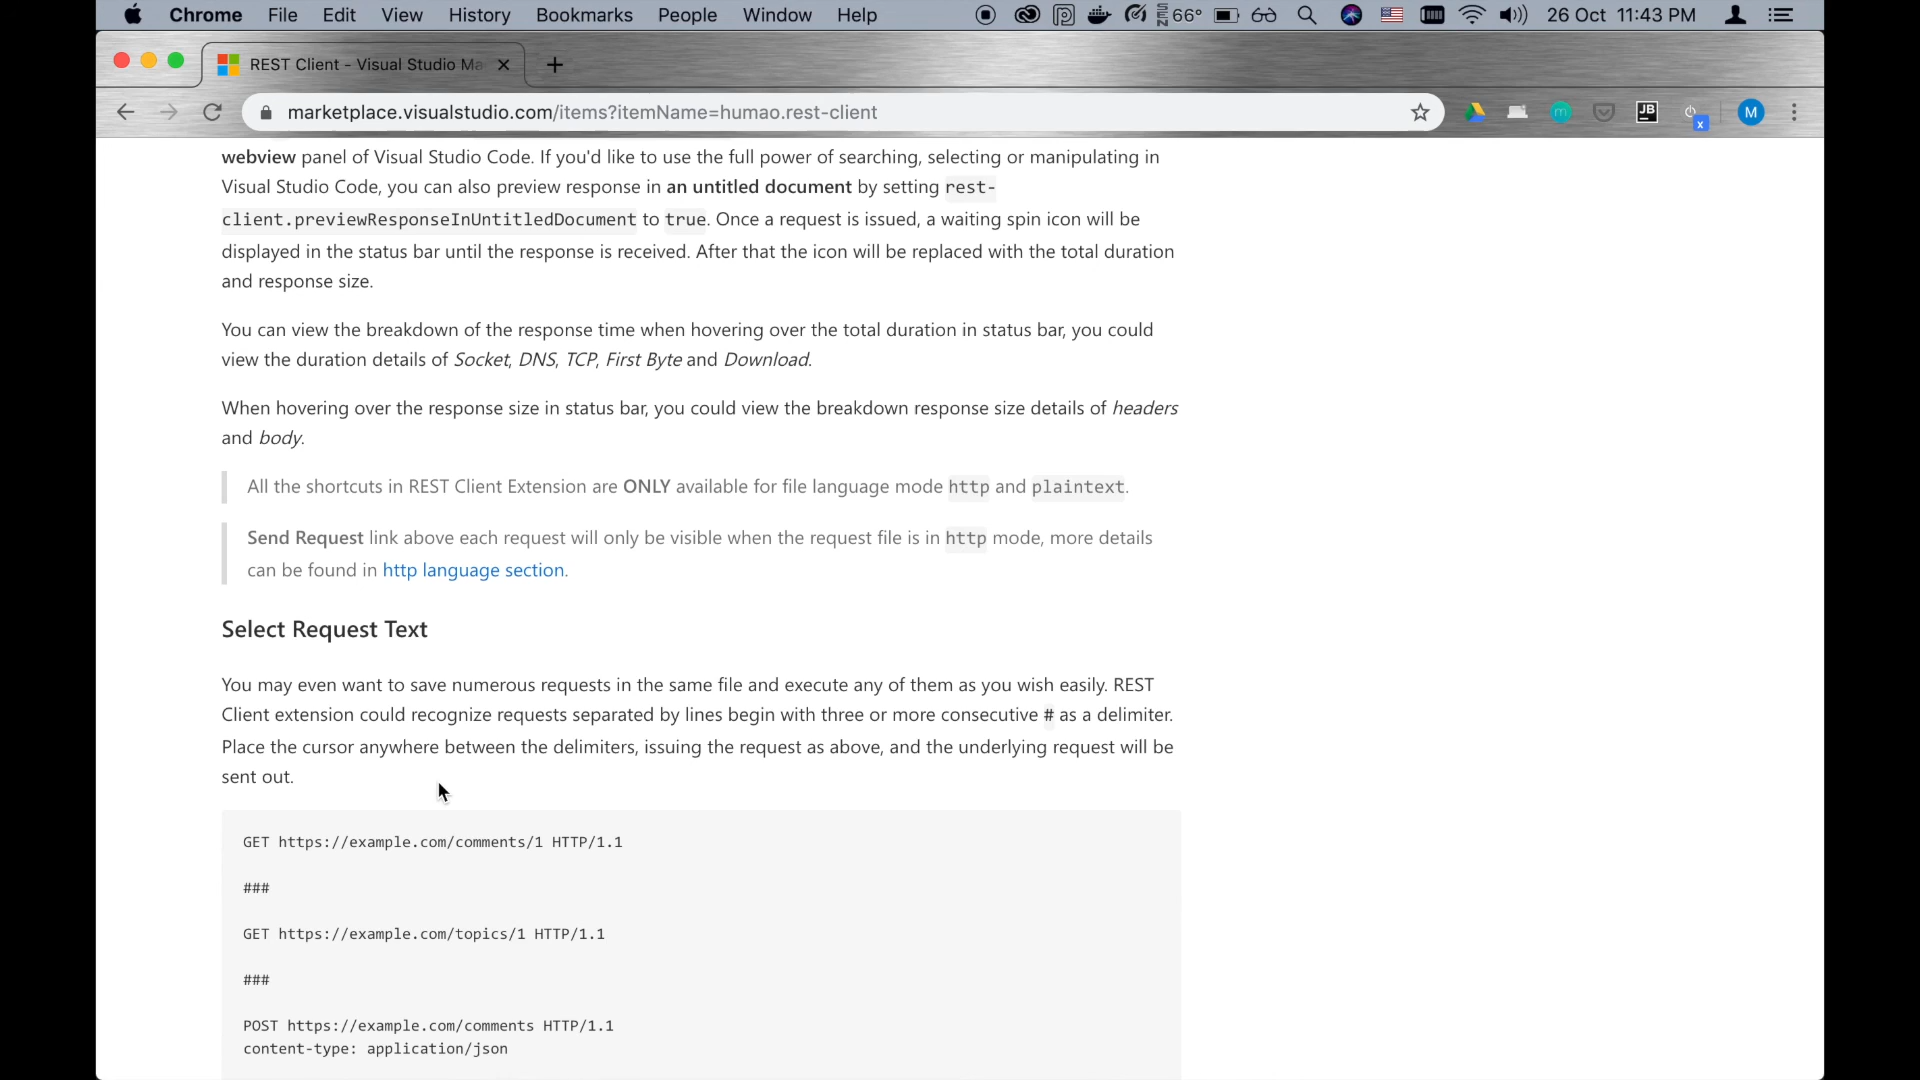 Chrome File Edit View History Bookmarks People Window Help SEN 66° 26 Oct 11:43 PM
REST Client - Visual Studio Ma
marketplace.visualstudio.com/items?itemName=humao.rest-client m JB x M
webview panel of Visual Studio Code. If you'd like to use the full power of searching, selecting or manipulating in
Visual Studio Code, you can also preview response in an untitled document by setting rest-
client.previewResponseInUntitledDocument to true. Once a request is issued, a waiting spin icon will be
displayed in the status bar until the response is received. After that the icon will be replaced with the total duration
and response size.
You can view the breakdown of the response time when hovering over the total duration in status bar, you could
view the duration details of Socket, DNS, TCP, First Byte and Download.
When hovering over the response size in status bar, you could view the breakdown response size details of headers
and body.
All the shortcuts in REST Client Extension are ONLY available for file language mode http and plaintext.
Send Request link above each request will only be visible when the request file is in http mode, more details
can be found in http language section.
Select Request Text
You may even want to save numerous requests in the same file and execute any of them as you wish easily. REST
Client extension could recognize requests separated by lines begin with three or more consecutive # as a delimiter.
Place the cursor anywhere between the delimiters, issuing the request as above, and the underlying request will be
sent out.
GET https://example.com/comments/1 HTTP/1.1
###
GET https://example.com/topics/1 HTTP/1.1
###
POST https://example.com/comments HTTP/1.1
content-type: application/json